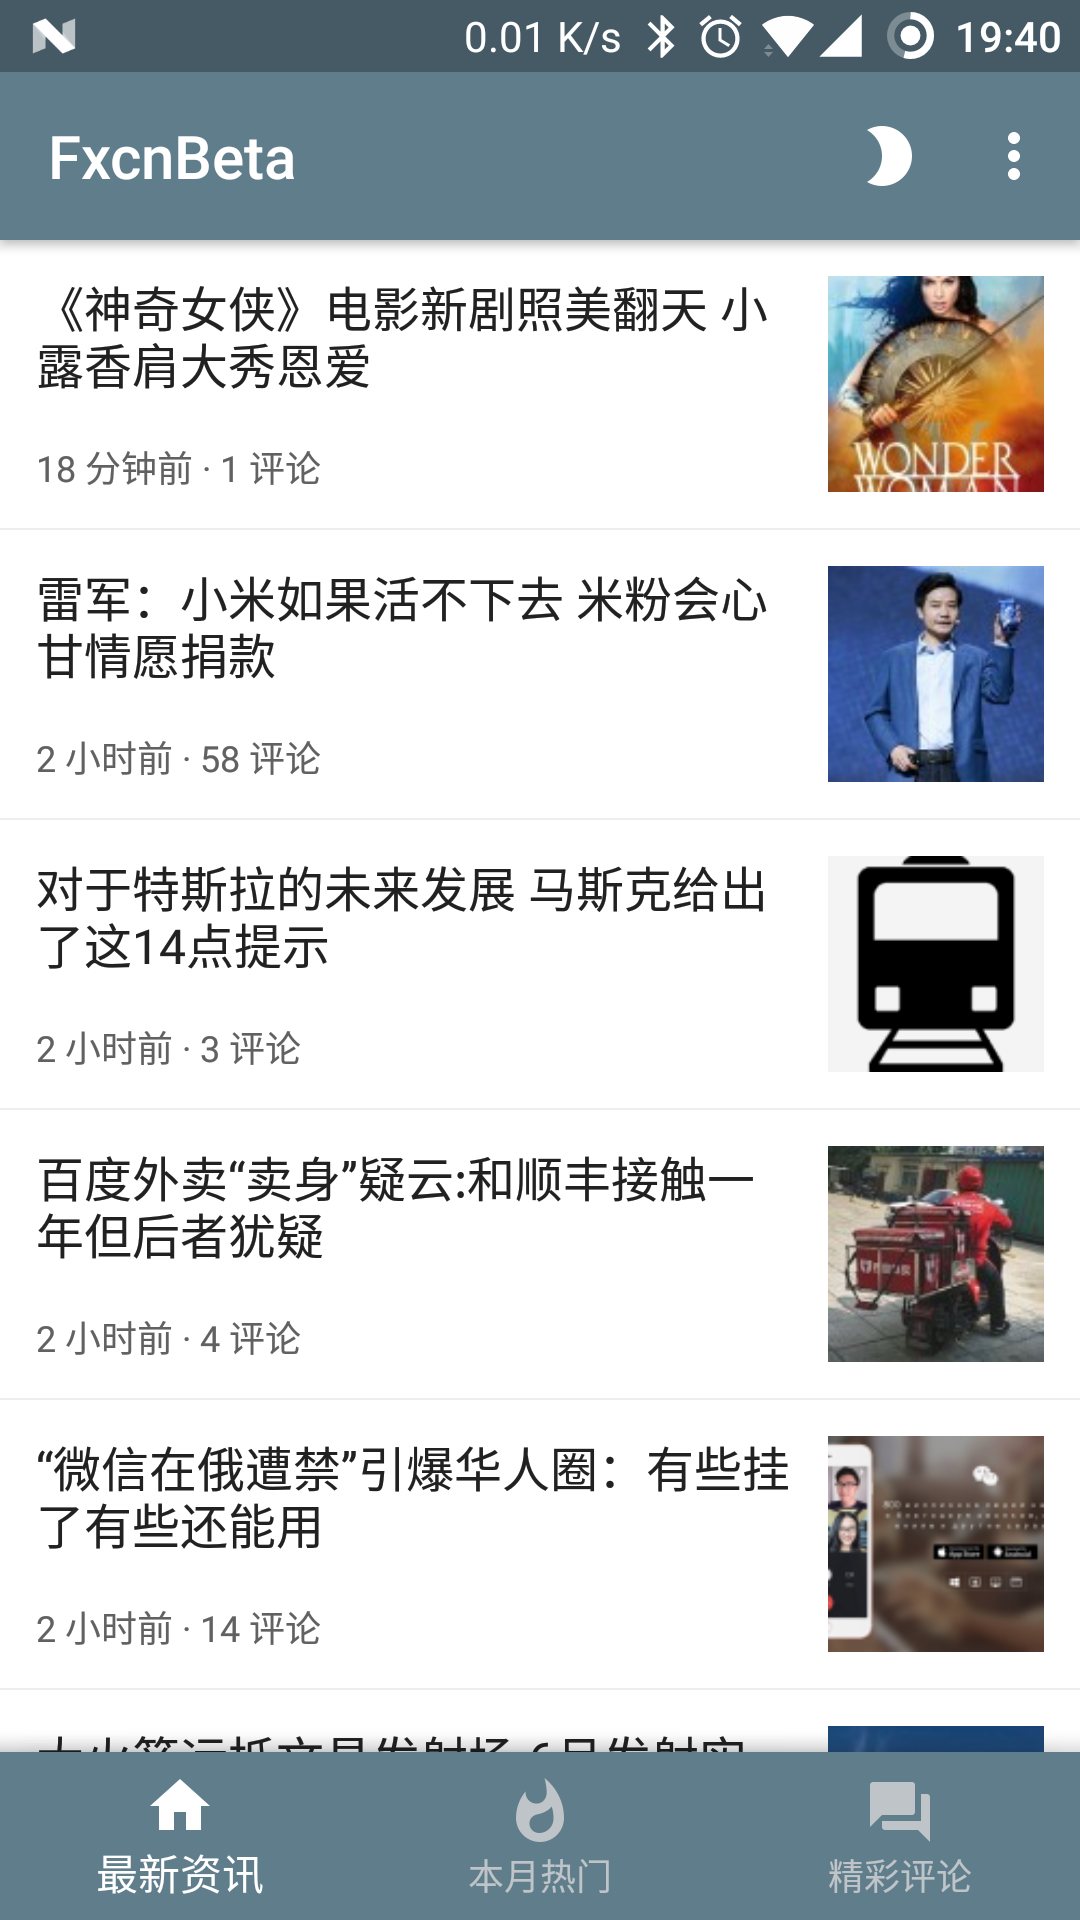 0.01 K/s 19:40
FxcnBeta
《神奇女侠》电影新剧照美翻天 小
露香肩大秀恩爱
18 分钟前 · 1 评论
WONDER
WOMAN
雷军：小米如果活不下去 米粉会心
甘情愿捐款
2 小时前 · 58 评论
对于特斯拉的未来发展 马斯克给出
了这14点提示
2 小时前 · 3 评论
百度外卖“卖身”疑云:和顺丰接触一
年但后者犹疑
2 小时前 · 4 评论
“微信在俄遭禁”引爆华人圈：有些挂
了有些还能用
2 小时前 · 14 评论
最新资讯
本月热门
精彩评论